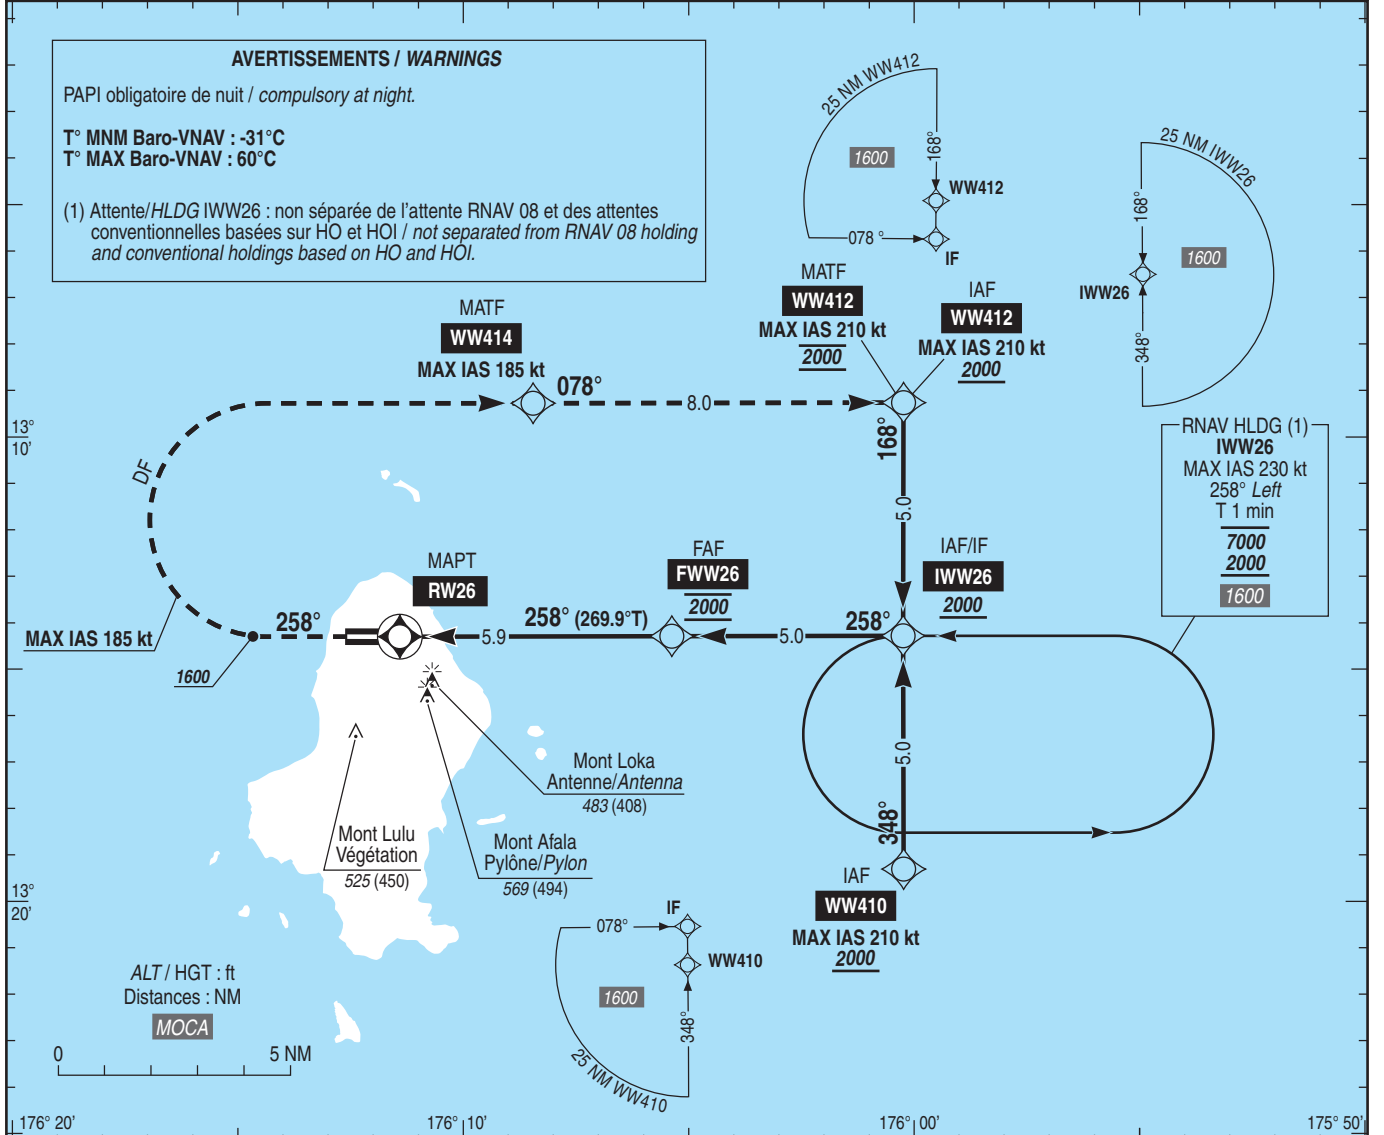 AVERTISSEMENTS / WARNINGS
PAPI obligatoire de nuit / compulsory at night.
T° MNM Baro-VNAV : -31°C
T° MAX Baro-VNAV : 60°C
(1) Attente/HLDG IWW26 : non séparée de l'attente RNAV 08 et des attentes
conventionnelles basées sur HO et HOI / not separated from RNAV 08 holding
and conventional holdings based on HO and HOI.
25 NM WW412
1600
168°
WW412
078 °
IF
25 NM IWW26
168°
1600
IWW26
348°
MATF
WW412
MAX IAS 210 kt
2000
IAF
WW412
MAX IAS 210 kt
2000
MATF
WW414
MAX IAS 185 kt
078°
8.0
168°
5.0
13°
10'
DF
RNAV HLDG (1)
IWW26
MAX IAS 230 kt
258° Left
T 1 min
7000
2000
1600
MAPT
RW26
FAF
FWW26
2000
IAF/IF
IWW26
2000
MAX IAS 185 kt
1600
258°
5.9
258° (269.9°T)
5.0
258°
5.0
348°
Mont Loka
Antenne/Antenna
483 (408)
Mont Lulu
Végétation
525 (450)
Mont Afala
Pylône/Pylon
569 (494)
IAF
WW410
MAX IAS 210 kt
2000
13°
20'
IF
078°
WW410
1600
348°
25 NM WW410
ALT / HGT : ft
Distances : NM
MOCA
0
5 NM
176° 20'
176° 10'
176° 00'
175° 50'